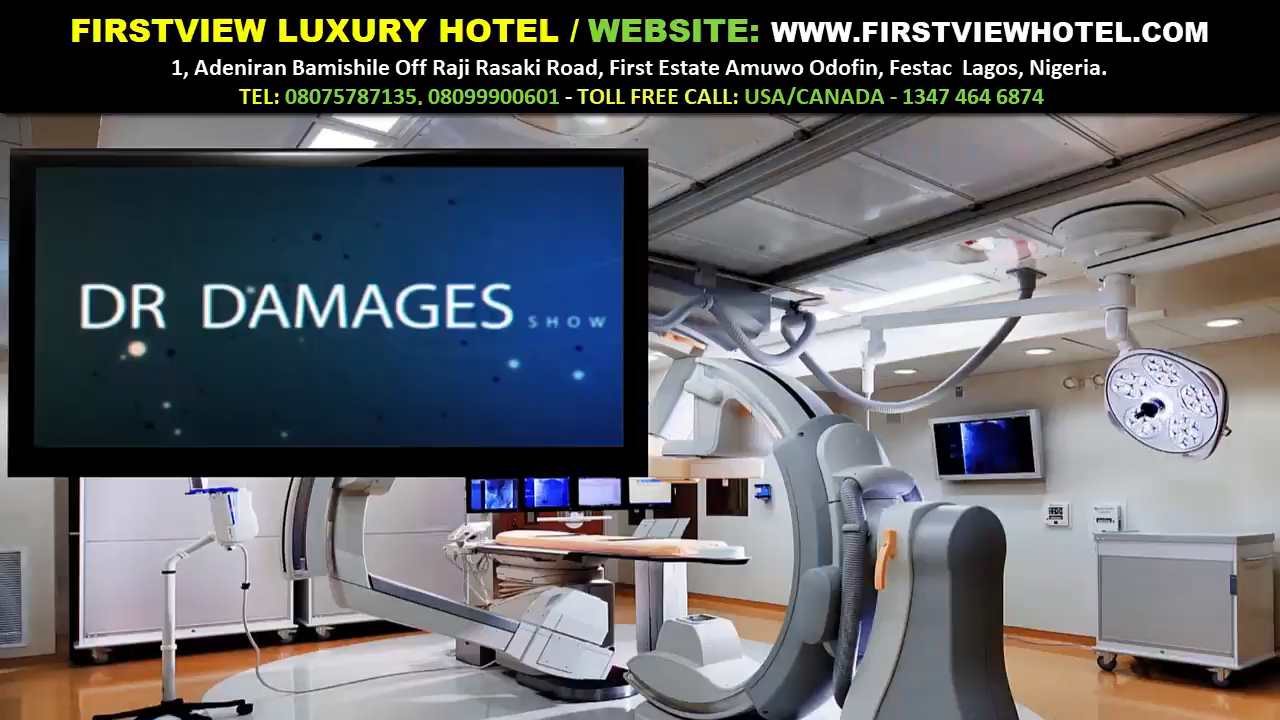 FIRSTVIEW LUXURY HOTEL / WEBSITE: WWW.FIRSTVIEWHOTEL.COM
1, Adeniran Bamishile Off Raji Rasaki Road, First Estate Amuwo Odofin, Festac Lagos, Nigeria.
TEL: 08075787135, 08099900601 - TOLL FREE CALL: USA/CANADA - 1347 464 6874
DR DAMAGES SHOW